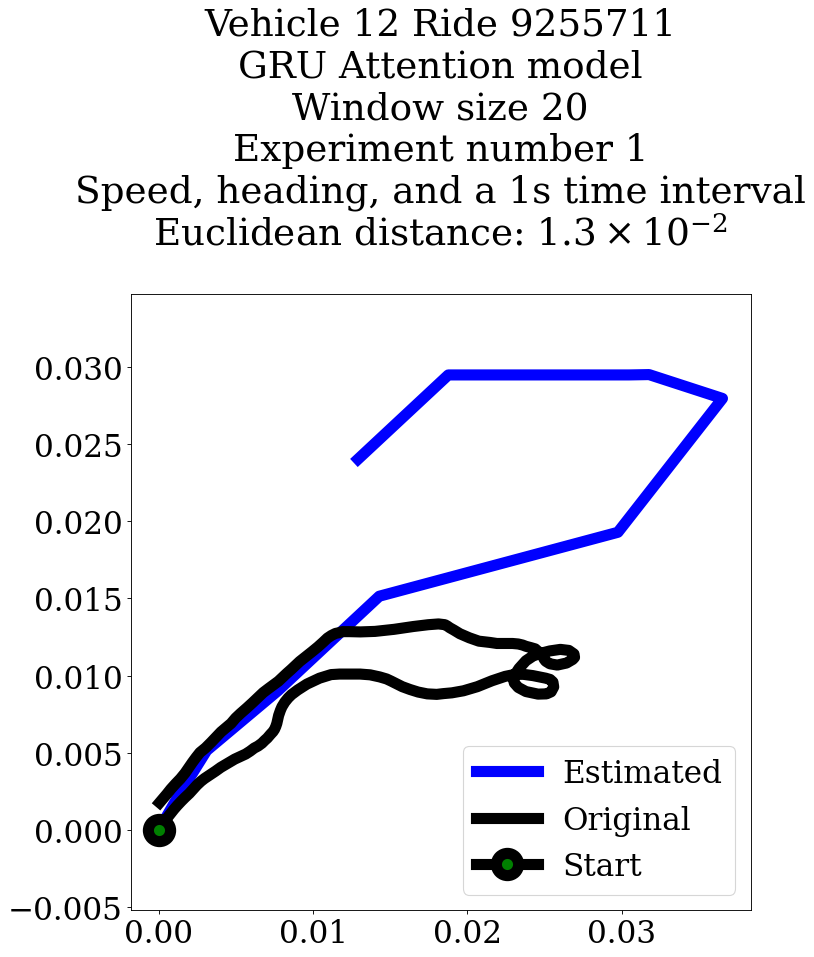 Vehicle 12 Ride 9255711
GRU Attention model
Window size 20
Experiment number 1
Speed, heading, and a 1s time interval
Euclidean distance: 1.3 × 10⁻²
0.030
0.025
0.020
0.015
0.010
0.005
0.000
−0.005
0.00 0.01 0.02 0.03
Estimated
Original
Start